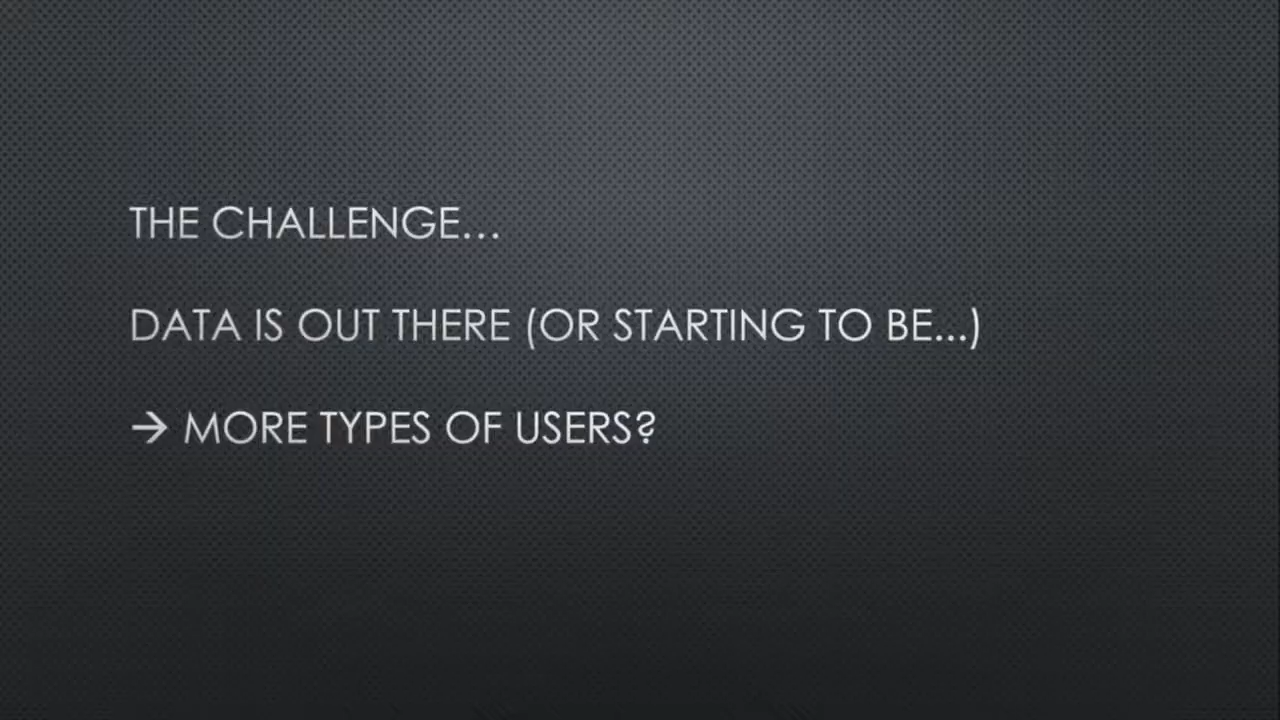 THE CHALLENGE…
DATA IS OUT THERE (OR STARTING TO BE...)
→ MORE TYPES OF USERS?